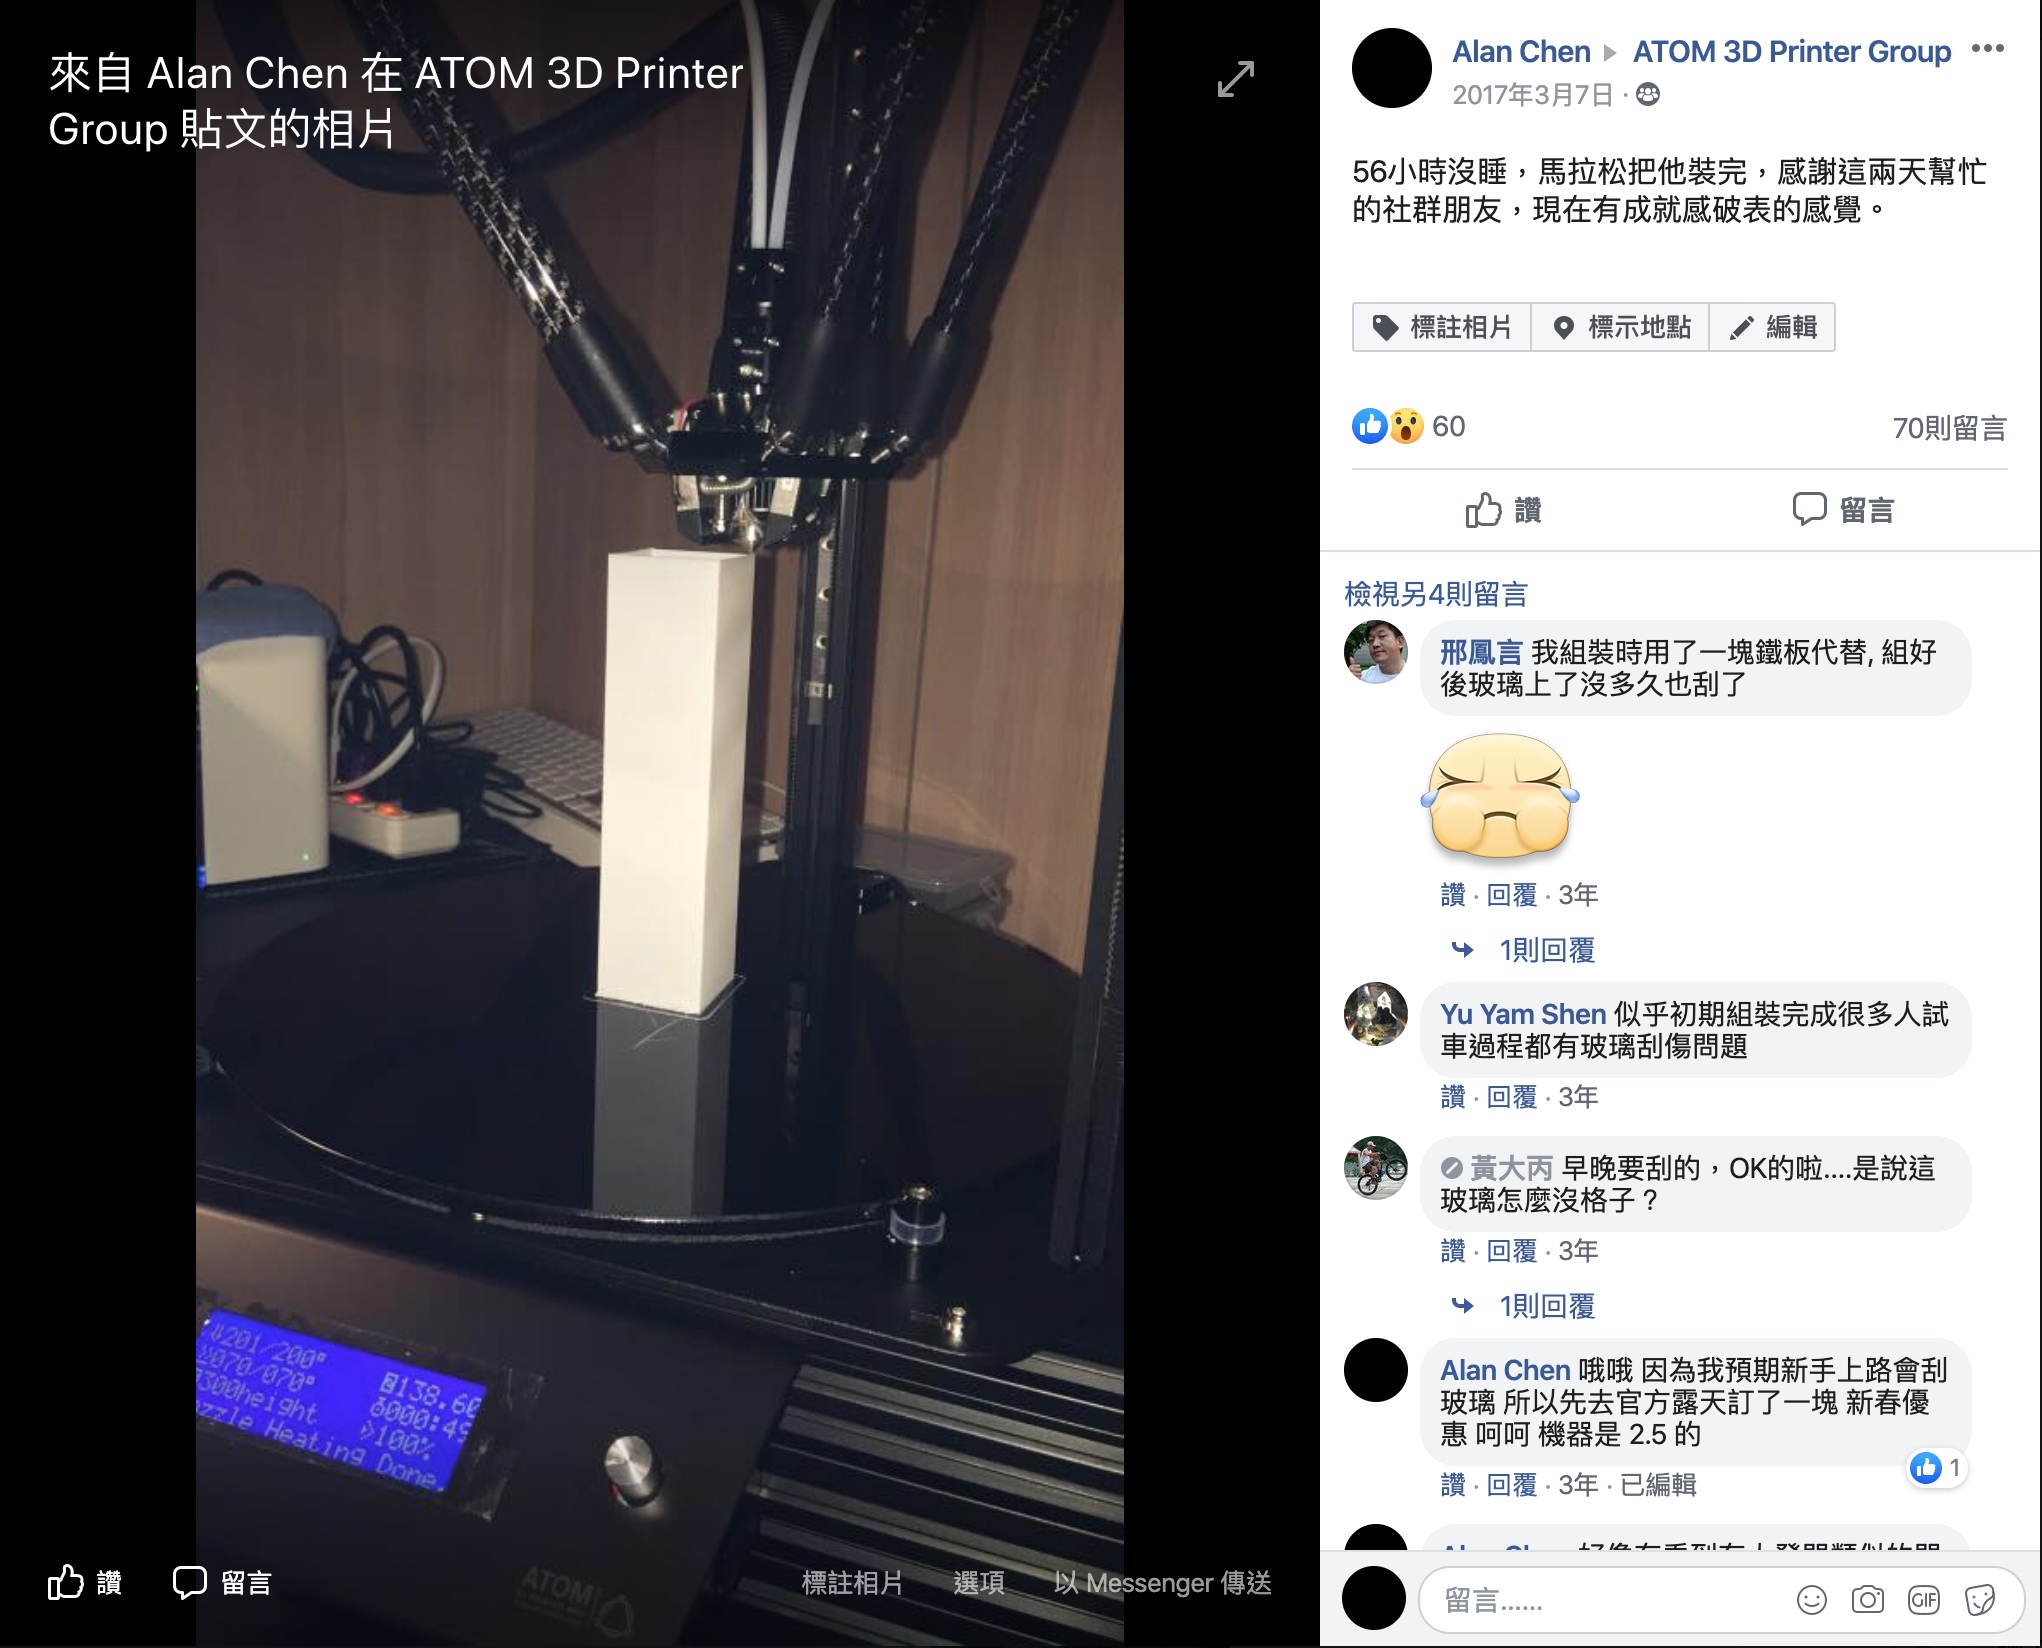 來自 Alan Chen 在 ATOM 3D Printer
Group 貼文的相片
201/200°
070/070°
138.60
300height
100%
Heating Done.
ATOM
讚
留言
標註相片
選項
以 Messenger 傳送
Alan Chen ▸ ATOM 3D Printer Group
2017年3月7日 ·
56小時沒睡，馬拉松把他裝完，感謝這兩天幫忙
的社群朋友，現在有成就感破表的感覺。
標註相片
標示地點
編輯
60
70則留言
讚
留言
檢視另4則留言
邢鳳言 我組裝時用了一塊鐵板代替, 組好
後玻璃上了沒多久也刮了
讚 · 回覆 · 3年
1則回覆
Yu Yam Shen 似乎初期組裝完成很多人試
車過程都有玻璃刮傷問題
讚 · 回覆 · 3年
黃大丙 早晚要刮的，OK的啦....是說這
玻璃怎麼沒格子？
讚 · 回覆 · 3年
1則回覆
Alan Chen 哦哦 因為我預期新手上路會刮
玻璃 所以先去官方露天訂了一塊 新春優
惠 呵呵 機器是 2.5 的
1
讚 · 回覆 · 3年 · 已編輯
留言......
GIF